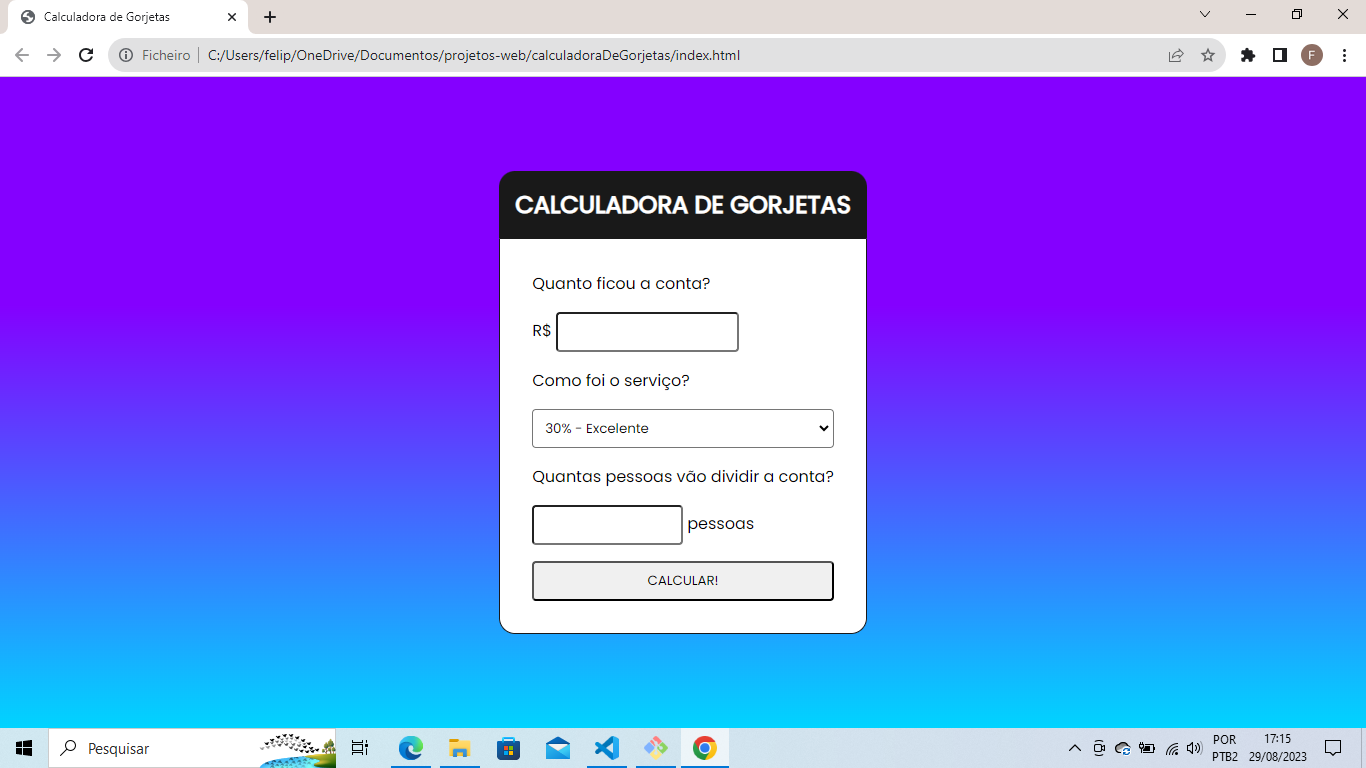 Calculadora de Gorjetas
Ficheiro
C:/Users/felip/OneDrive/Documentos/projetos-web/calculadoraDeGorjetas/index.html
F
CALCULADORA DE GORJETAS
Quanto ficou a conta?
R$
Como foi o serviço?
30% - Excelente
Quantas pessoas vão dividir a conta?
pessoas
CALCULAR!
Pesquisar
POR
PTB2
17:15
29/08/2023